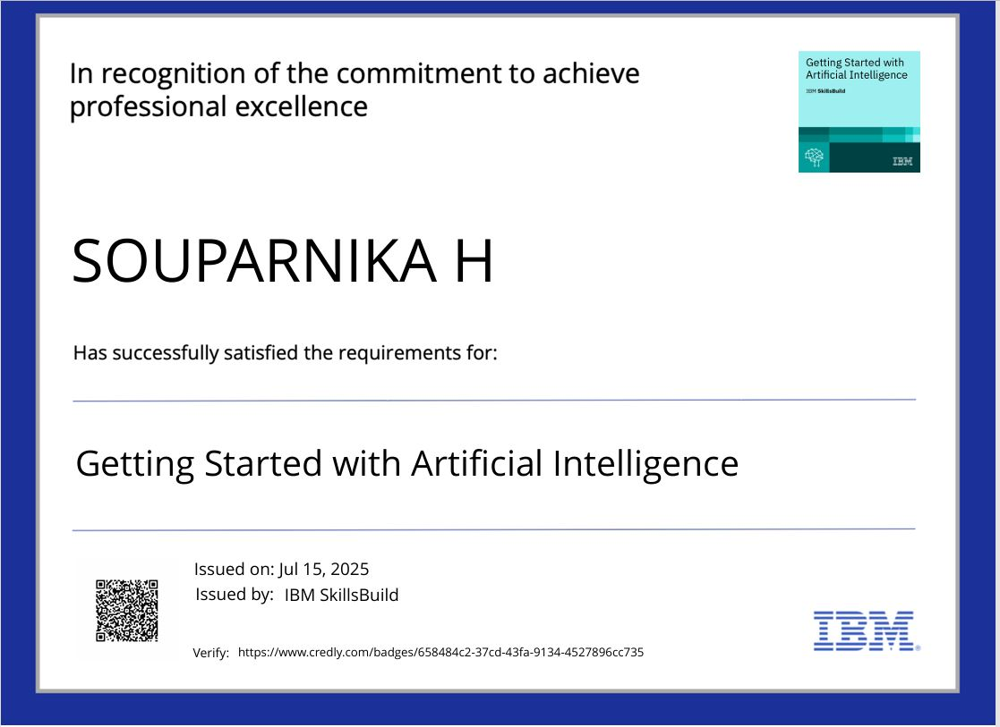 In recognition of the commitment to achieve
professional excellence
Getting Started with
Artificial Intelligence
IBM SkillsBuild
IBM
SOUPARNIKA H
Has successfully satisfied the requirements for:
Getting Started with Artificial Intelligence
Issued on: Jul 15, 2025
Issued by: IBM SkillsBuild
Verify: https://www.credly.com/badges/658484c2-37cd-43fa-9134-4527896cc735
IBM®